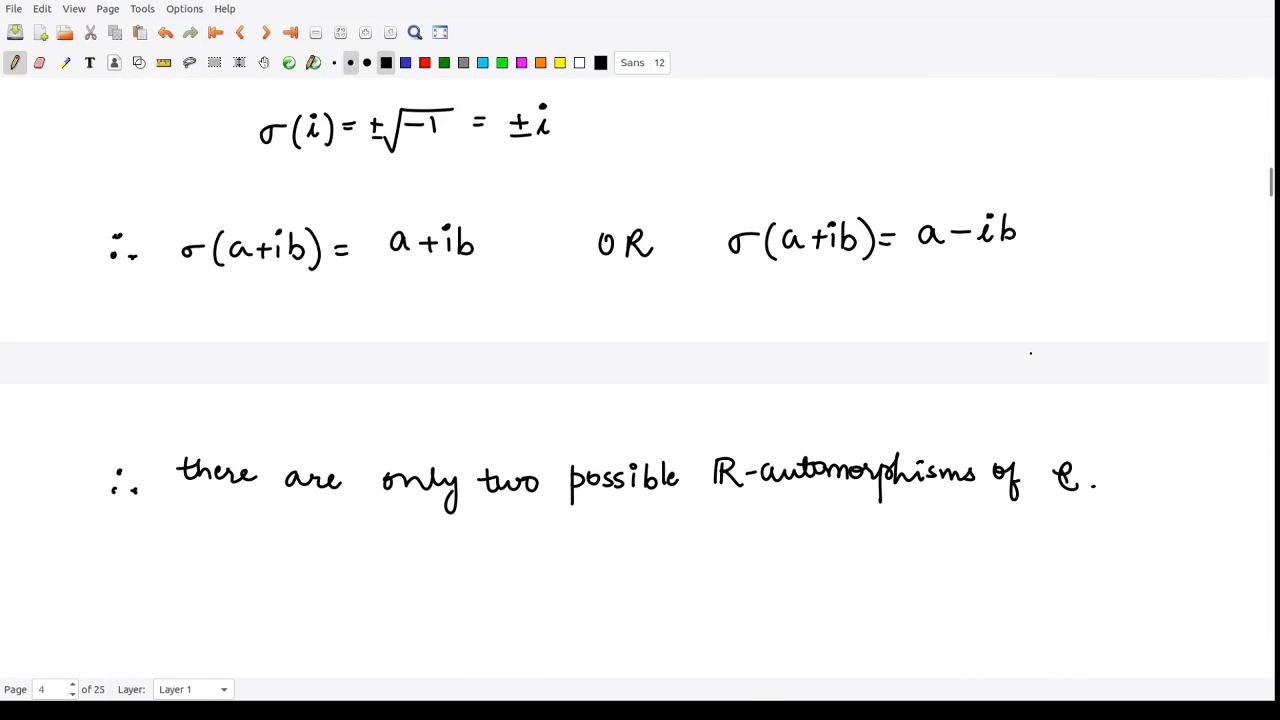 File Edit View Page Tools Options Help
Sans 12
σ(i) = ±√−1 = ±i
∴ σ(a+ib) = a+ib OR σ(a+ib) = a−ib
∴ there are only two possible ℝ-automorphisms of ℂ.
Page 4 of 25 Layer: Layer 1